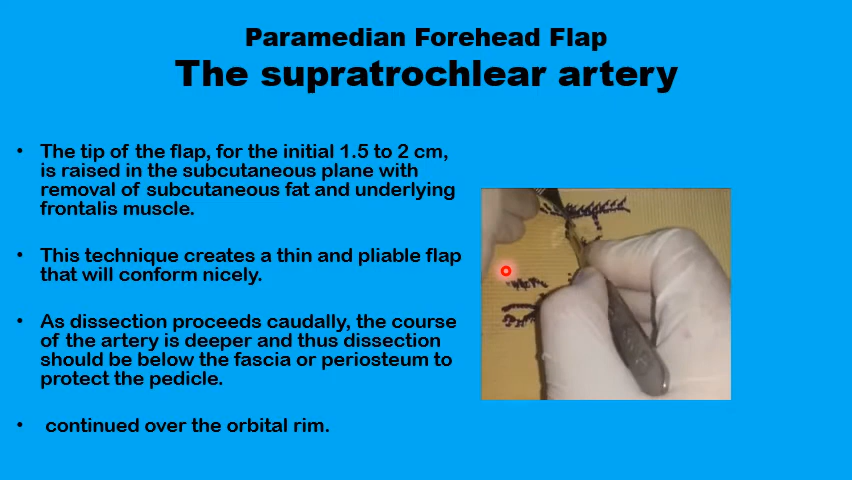 Paramedian Forehead Flap
The supratrochlear artery
• The tip of the flap, for the initial 1.5 to 2 cm,
is raised in the subcutaneous plane with
removal of subcutaneous fat and underlying
frontalis muscle.
• This technique creates a thin and pliable flap
that will conform nicely.
• As dissection proceeds caudally, the course
of the artery is deeper and thus dissection
should be below the fascia or periosteum to
protect the pedicle.
• continued over the orbital rim.